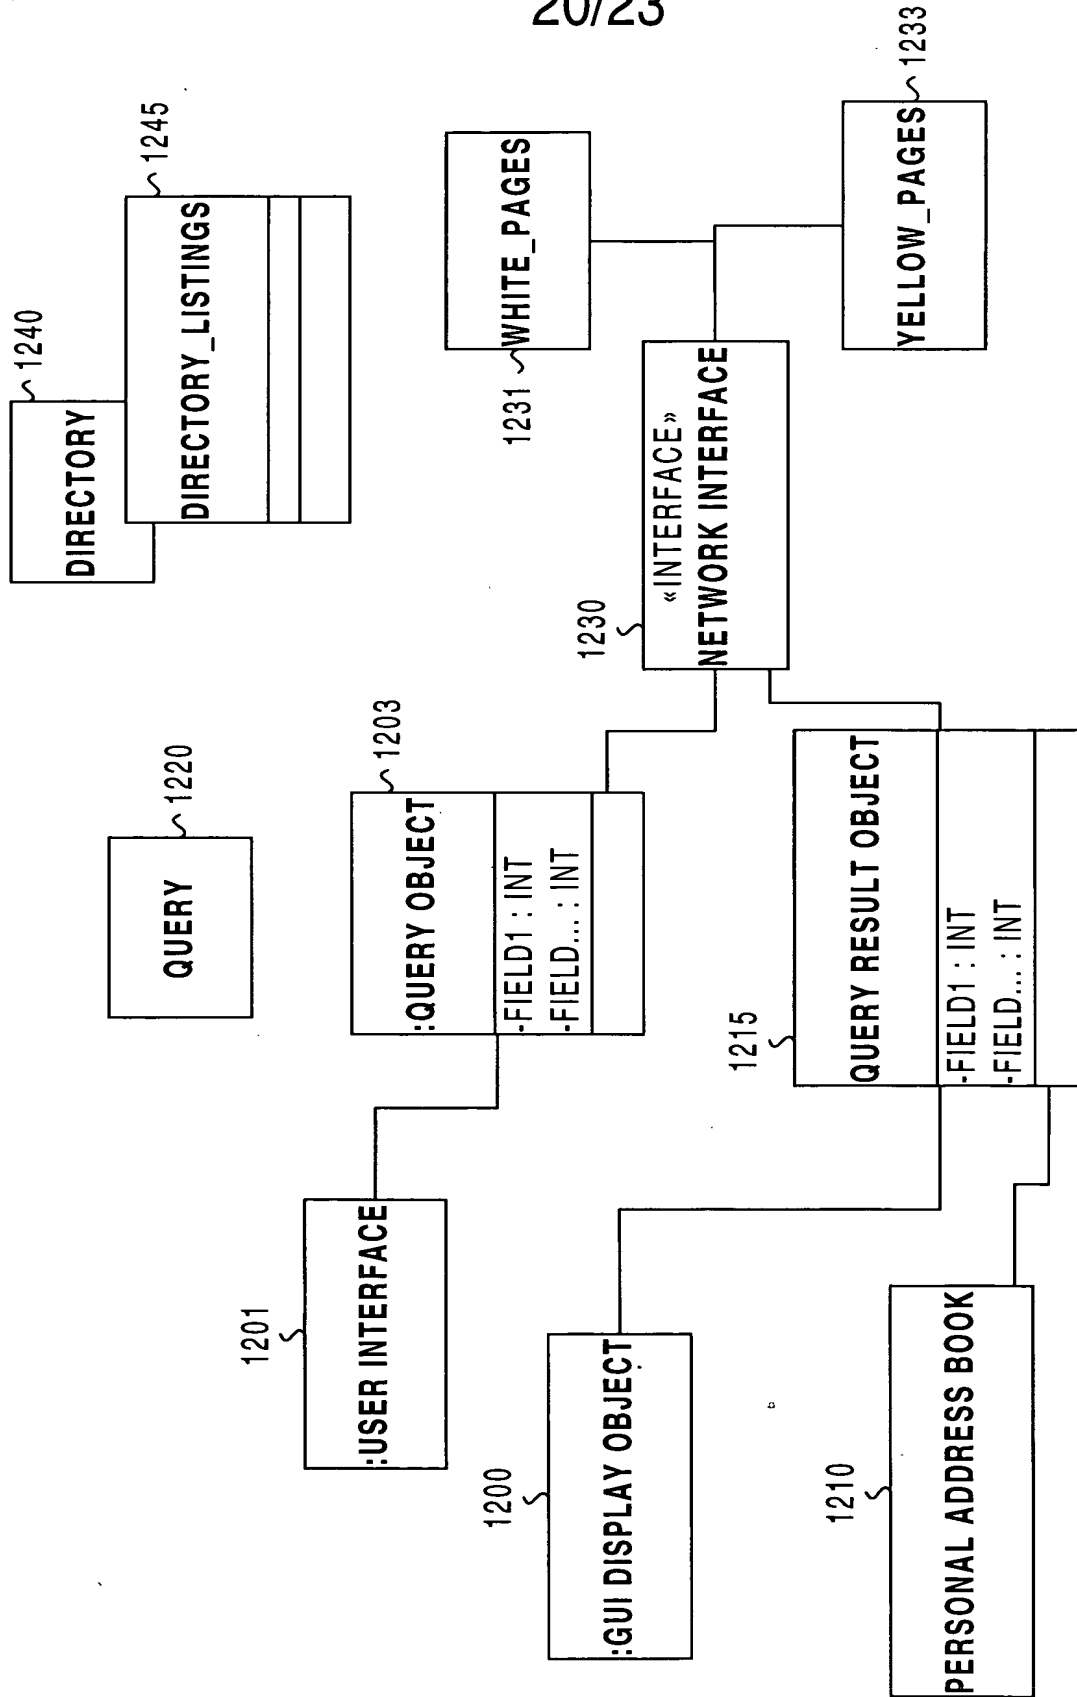 20/23
DIRECTORY
1240
DIRECTORY_LISTINGS
1245
QUERY
1220
:USER INTERFACE
1201
:QUERY OBJECT
-FIELD1 : INT
-FIELD... : INT
1203
WHITE_PAGES
1231
«INTERFACE»
NETWORK INTERFACE
1230
YELLOW_PAGES
1233
:GUI DISPLAY OBJECT
1200
QUERY RESULT OBJECT
-FIELD1 : INT
-FIELD... : INT
1215
PERSONAL ADDRESS BOOK
1210